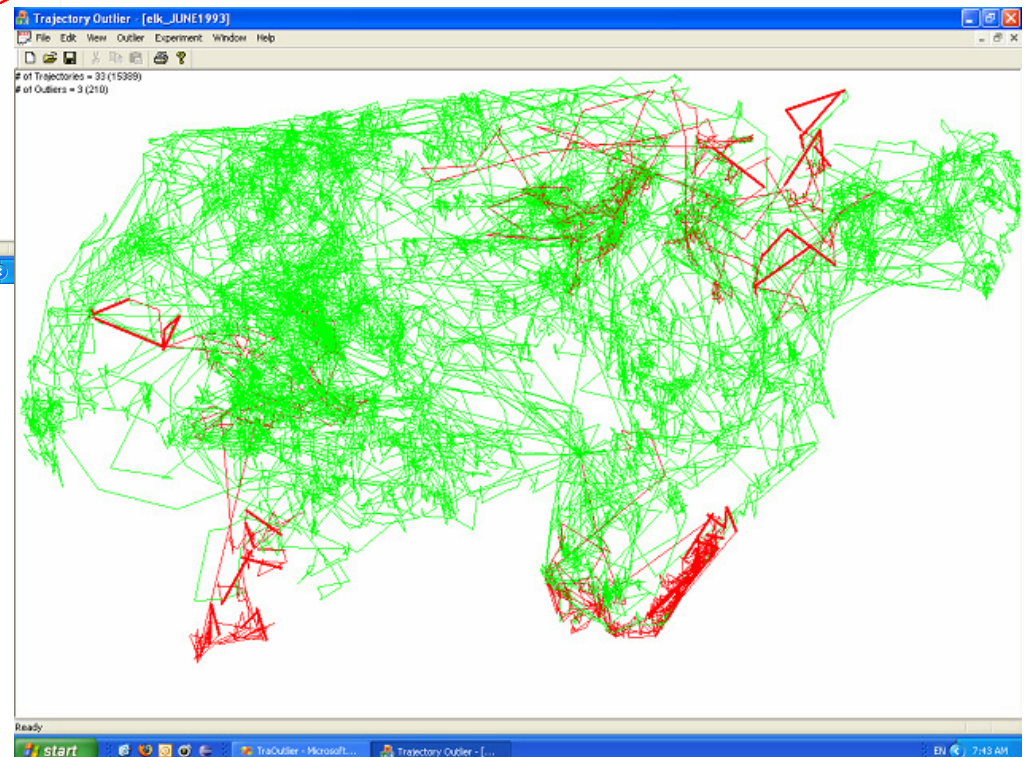 Trajectory Outlier - [elk_JUNE1993]
File Edit View Outlier Experiment Window Help
# of Trajectories = 33 (15389)
# of Outliers = 3 (210)
Ready
start TraOutlier - Microsoft... Trajectory Outlier - [... EN 7:43 AM